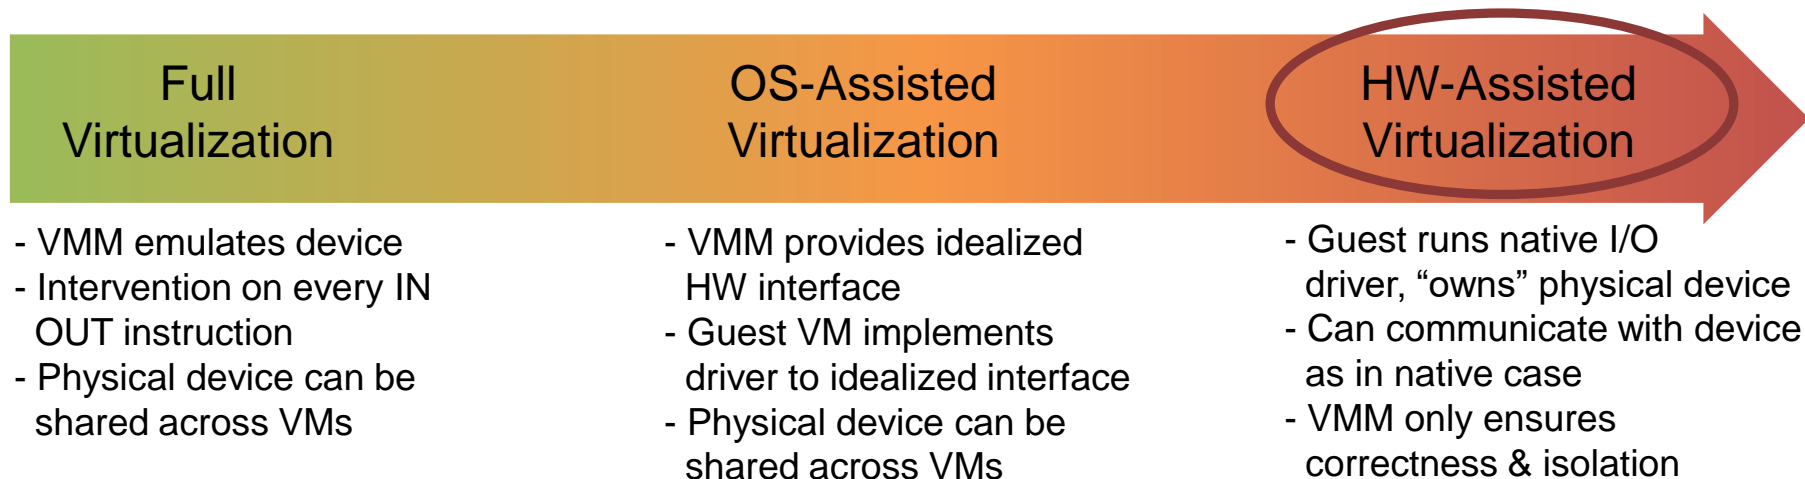 Full
Virtualization
OS-Assisted
Virtualization
HW-Assisted
Virtualization
- VMM emulates device
- Intervention on every IN
OUT instruction
- Physical device can be
shared across VMs
- VMM provides idealized
HW interface
- Guest VM implements
driver to idealized interface
- Physical device can be
shared across VMs
- Guest runs native I/O
driver, “owns” physical device
- Can communicate with device
as in native case
- VMM only ensures
correctness & isolation